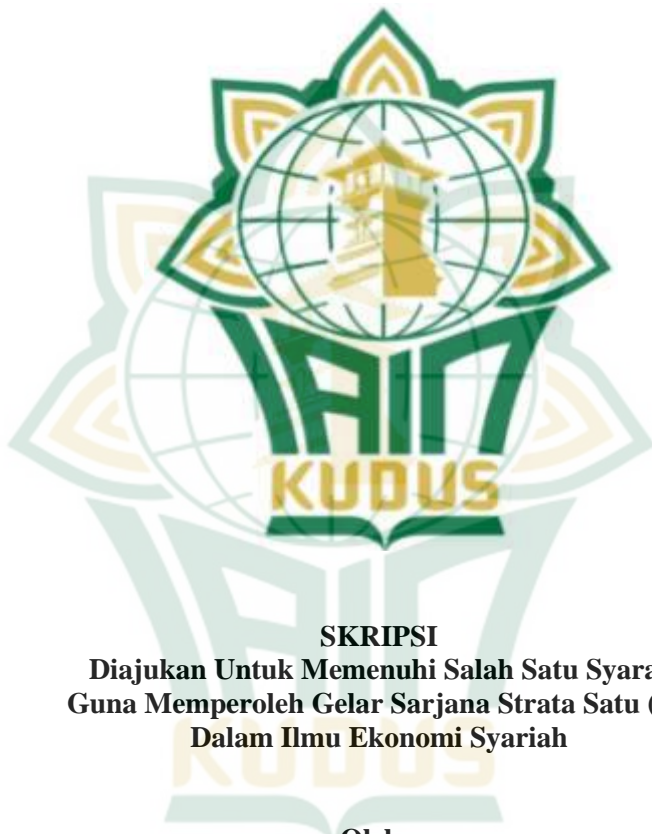 IAIN
KUDUS
SKRIPSI
Diajukan Untuk Memenuhi Salah Satu Syara
Guna Memperoleh Gelar Sarjana Strata Satu (
Dalam Ilmu Ekonomi Syariah
KUDUS